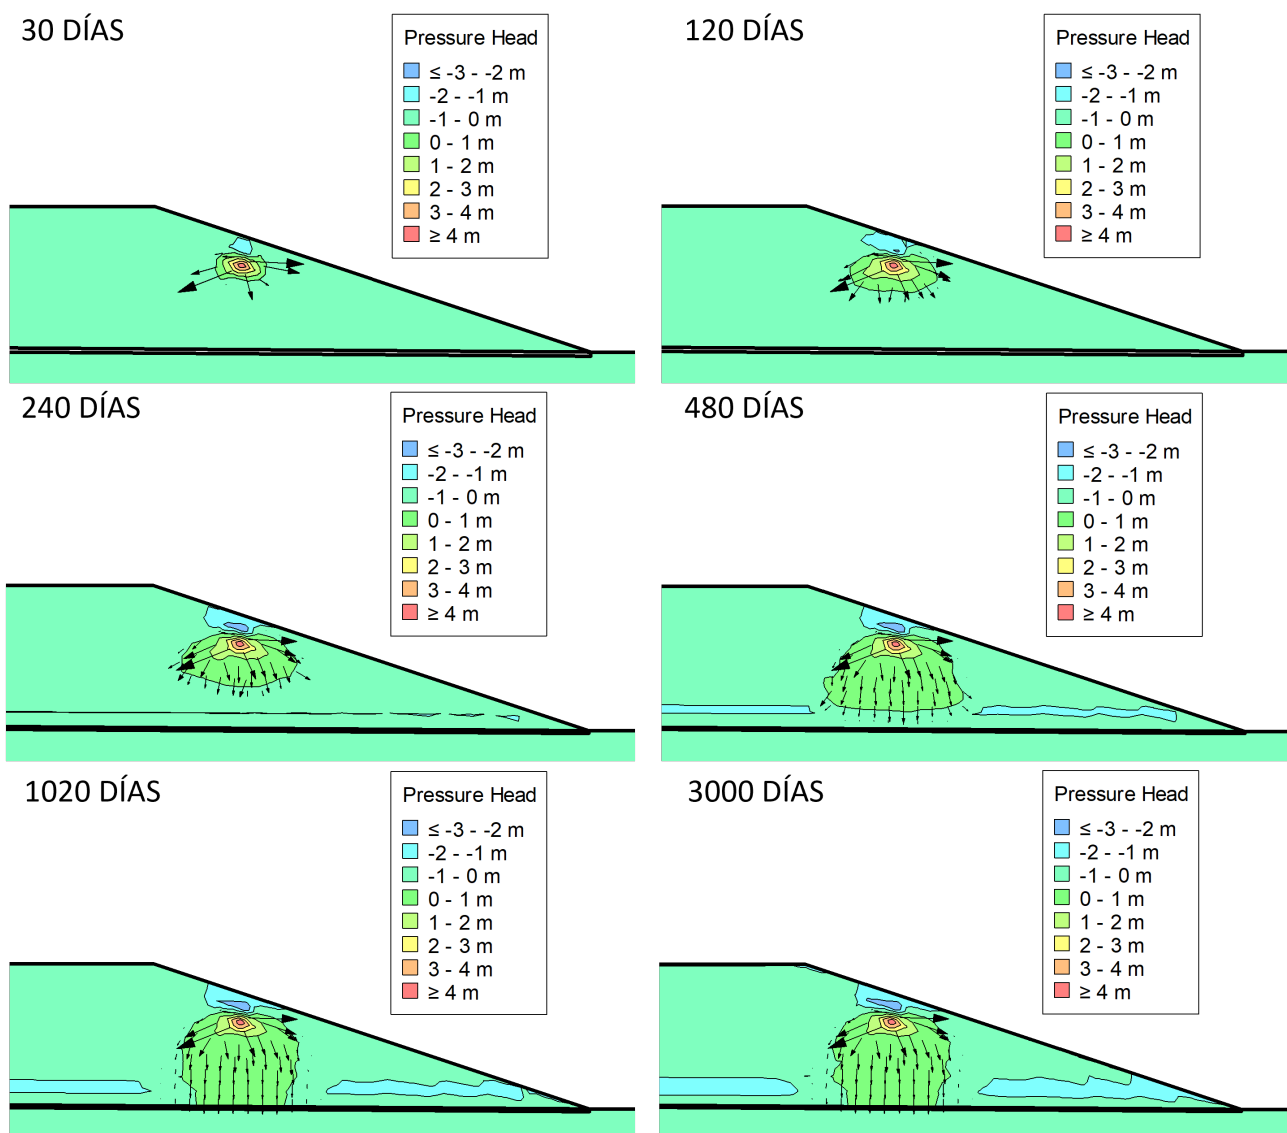 30 DÍAS
Pressure Head
≤ -3 - -2 m
-2 - -1 m
-1 - 0 m
0 - 1 m
1 - 2 m
2 - 3 m
3 - 4 m
≥ 4 m
120 DÍAS
Pressure Head
≤ -3 - -2 m
-2 - -1 m
-1 - 0 m
0 - 1 m
1 - 2 m
2 - 3 m
3 - 4 m
≥ 4 m
240 DÍAS
Pressure Head
≤ -3 - -2 m
-2 - -1 m
-1 - 0 m
0 - 1 m
1 - 2 m
2 - 3 m
3 - 4 m
≥ 4 m
480 DÍAS
Pressure Head
≤ -3 - -2 m
-2 - -1 m
-1 - 0 m
0 - 1 m
1 - 2 m
2 - 3 m
3 - 4 m
≥ 4 m
1020 DÍAS
Pressure Head
≤ -3 - -2 m
-2 - -1 m
-1 - 0 m
0 - 1 m
1 - 2 m
2 - 3 m
3 - 4 m
≥ 4 m
3000 DÍAS
Pressure Head
≤ -3 - -2 m
-2 - -1 m
-1 - 0 m
0 - 1 m
1 - 2 m
2 - 3 m
3 - 4 m
≥ 4 m